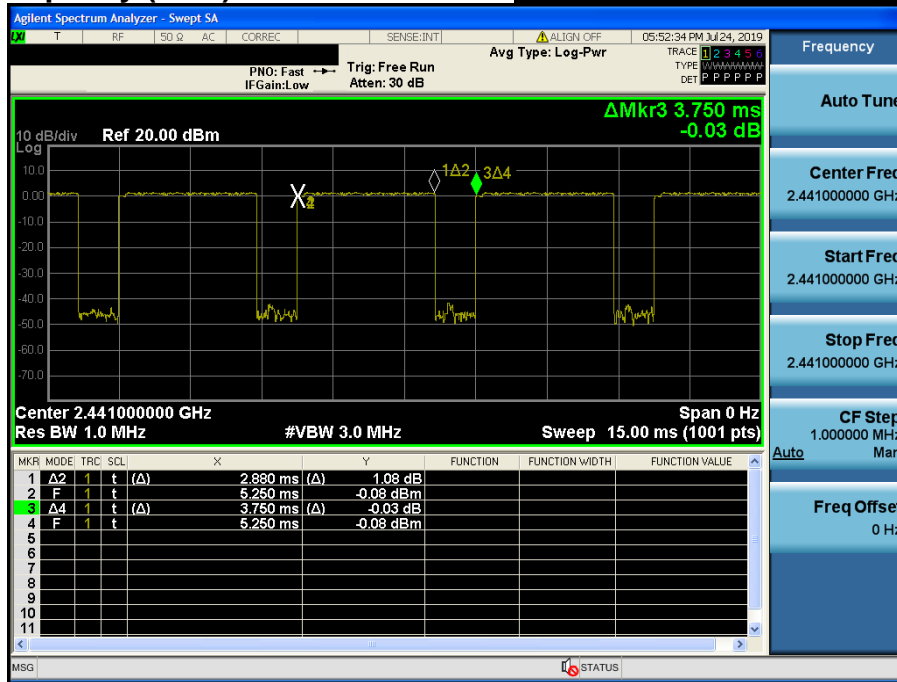 Agilent Spectrum Analyzer - Swept SA
LXI T RF 50 Ω AC CORREC SENSE:INT ALIGN OFF 05:52:34 PM Jul 24, 2019
Avg Type: Log-Pwr TRACE 1 2 3 4 5 6
PNO: Fast Trig: Free Run TYPE WWWWWW
IFGain:Low Atten: 30 dB DET P P P P P P
ΔMkr3 3.750 ms
-0.03 dB
10 dB/div Ref 20.00 dBm
Log
10.0
0.00
-10.0
-20.0
-30.0
-40.0
-50.0
-60.0
-70.0
X 1Δ2 3Δ4
Center 2.441000000 GHz Span 0 Hz
Res BW 1.0 MHz #VBW 3.0 MHz Sweep 15.00 ms (1001 pts)
MKR MODE TRC SCL X Y FUNCTION FUNCTION WIDTH FUNCTION VALUE
1 Δ2 1 t (Δ) 2.880 ms (Δ) 1.08 dB
2 F 1 t 5.250 ms -0.08 dBm
3 Δ4 1 t (Δ) 3.750 ms (Δ) -0.03 dB
4 F 1 t 5.250 ms -0.08 dBm
5
6
7
8
9
10
11
MSG STATUS
Frequency
Auto Tune
Center Freq
2.441000000 GHz
Start Freq
2.441000000 GHz
Stop Freq
2.441000000 GHz
CF Step
1.000000 MHz
Auto Man
Freq Offset
0 Hz